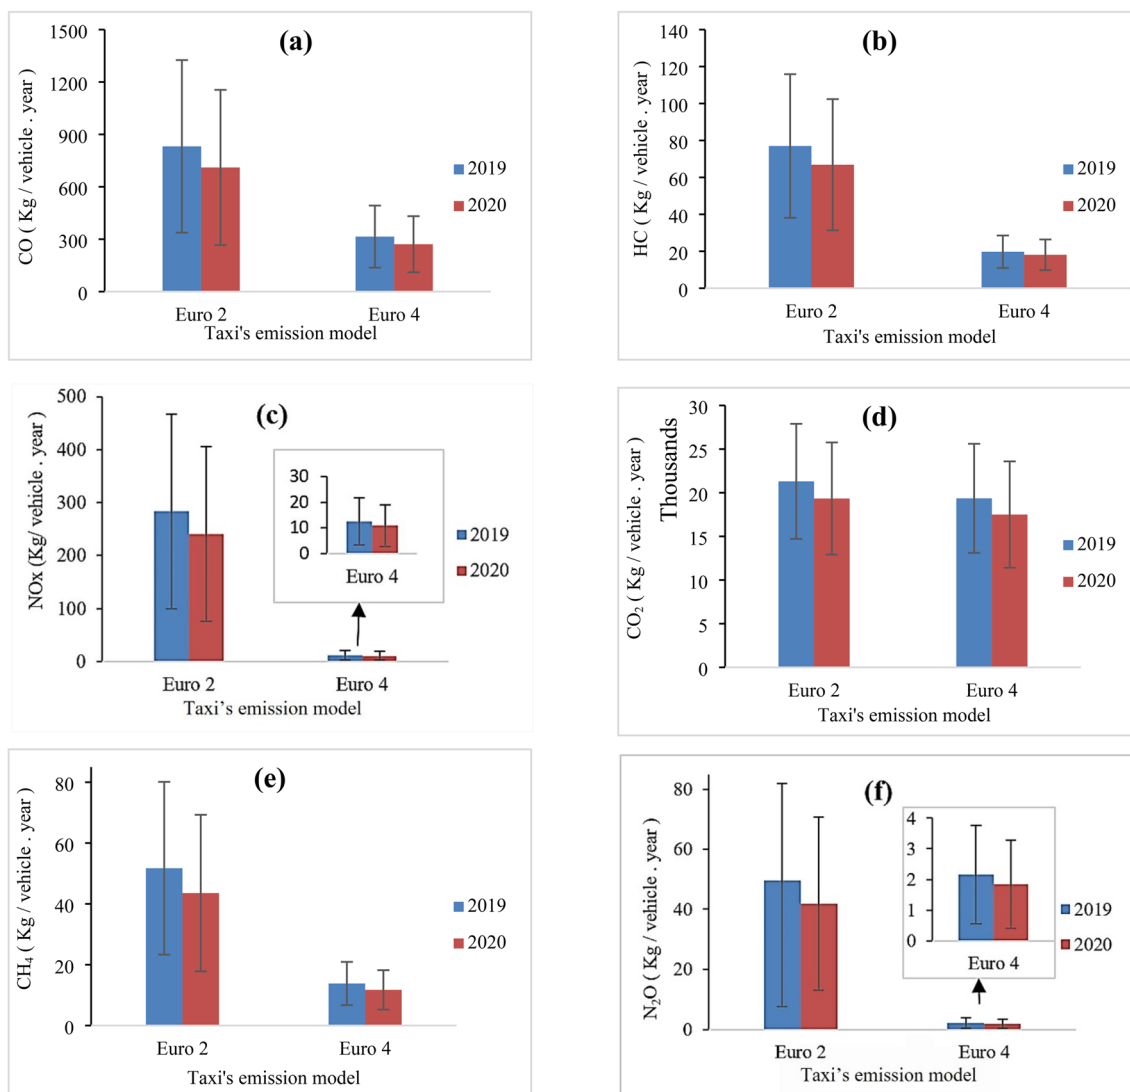 (a)
CO ( Kg / vehicle . year )
1500
1200
900
600
300
0
2019
2020
Euro 2
Euro 4
Taxi's emission model
(b)
HC ( Kg / vehicle . year )
140
120
100
80
60
40
20
0
2019
2020
Euro 2
Euro 4
Taxi's emission model
(c)
NOx (Kg/ vehicle . year )
500
400
300
200
100
0
30
20
10
0
Euro 4
2019
2020
Euro 2
Euro 4
Taxi’s emission model
(d)
CO₂ ( Kg / vehicle . year )
Thousands
30
25
20
15
10
5
0
2019
2020
Euro 2
Euro 4
Taxi's emission model
(e)
CH₄ ( Kg / vehicle . year )
80
60
40
20
0
2019
2020
Euro 2
Euro 4
Taxi's emission model
(f)
N₂O ( Kg / vehicle . year )
80
60
40
20
0
4
3
2
1
0
Euro 4
2019
2020
Euro 2
Euro 4
Taxi’s emission model